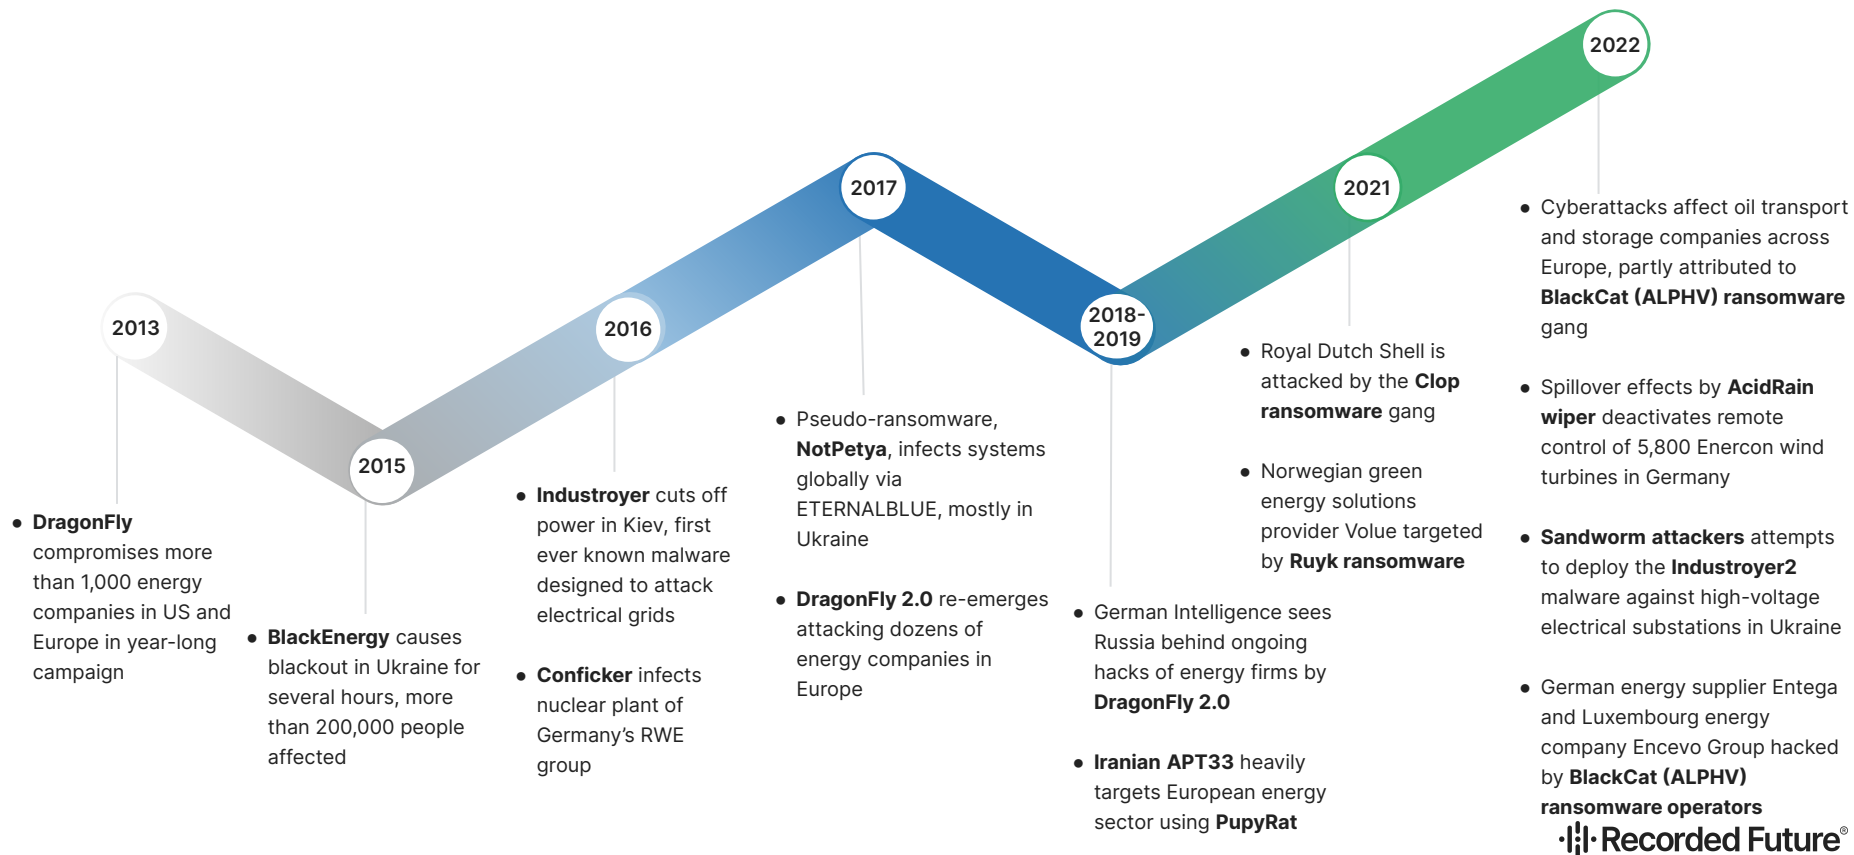 2013
● DragonFly
compromises more
than 1,000 energy
companies in US and
Europe in year-long
campaign
2015
● BlackEnergy causes
blackout in Ukraine for
several hours, more
than 200,000 people
affected
2016
● Industroyer cuts off
power in Kiev, first
ever known malware
designed to attack
electrical grids
● Conficker infects
nuclear plant of
Germany’s RWE
group
2017
● Pseudo-ransomware,
NotPetya, infects systems
globally via
ETERNALBLUE, mostly in
Ukraine
● DragonFly 2.0 re-emerges
attacking dozens of
energy companies in
Europe
2018-
2019
● German Intelligence sees
Russia behind ongoing
hacks of energy firms by
DragonFly 2.0
● Iranian APT33 heavily
targets European energy
sector using PupyRat
2021
● Royal Dutch Shell is
attacked by the Clop
ransomware gang
● Norwegian green
energy solutions
provider Volue targeted
by Ruyk ransomware
2022
● Cyberattacks affect oil transport
and storage companies across
Europe, partly attributed to
BlackCat (ALPHV) ransomware
gang
● Spillover effects by AcidRain
wiper deactivates remote
control of 5,800 Enercon wind
turbines in Germany
● Sandworm attackers attempts
to deploy the Industroyer2
malware against high-voltage
electrical substations in Ukraine
● German energy supplier Entega
and Luxembourg energy
company Encevo Group hacked
by BlackCat (ALPHV)
ransomware operators
Recorded Future®